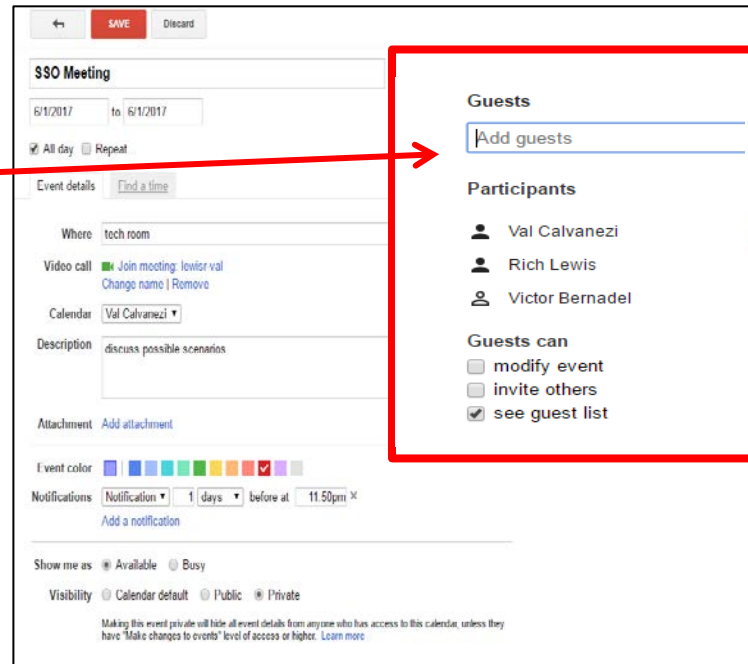 SAVE Discard
SSO Meeting
6/1/2017 to 6/1/2017
All day Repeat
Event details Find a time
Where tech room
Video call Join meeting: lewisr-val
Change name | Remove
Calendar Val Calvanezi
Description discuss possible scenarios
Attachment Add attachment
Event color
Notifications Notification 1 days before at 11:50pm ×
Add a notification
Show me as Available Busy
Visibility Calendar default Public Private
Making this event private will hide all event details from anyone who has access to this calendar, unless they
have "Make changes to events" level of access or higher. Learn more
Guests
Add guests
Participants
Val Calvanezi
Rich Lewis
Victor Bernadel
Guests can
modify event
invite others
see guest list